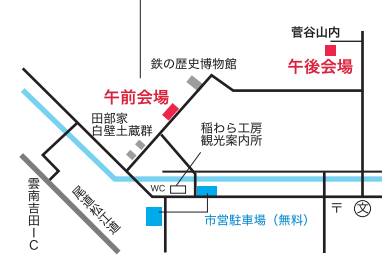 菅谷山内
午後会場
鉄の歴史博物館
午前会場
田部家
白壁土蔵群
稲わら工房
観光案内所
WC
雲南吉田IC
尾道松江道
市営駐車場（無料）
〒
文